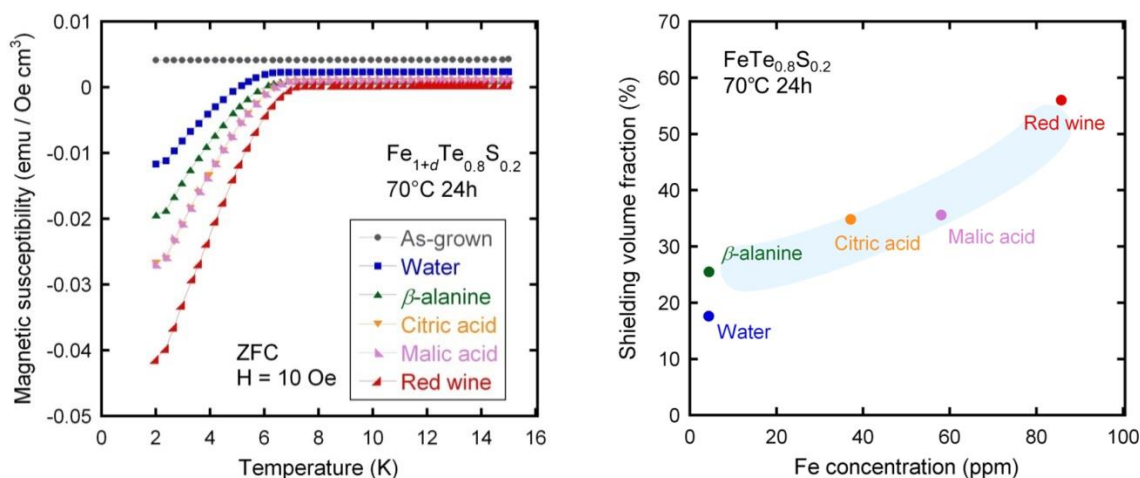 Magnetic susceptibility (emu / Oe cm³)
0.01
0
-0.01
-0.02
-0.03
-0.04
-0.05
Fe₁₊dTe₀.₈S₀.₂
70°C 24h
As-grown
Water
β-alanine
Citric acid
Malic acid
Red wine
ZFC
H = 10 Oe
0 2 4 6 8 10 12 14 16
Temperature (K)
Shielding volume fraction (%)
70
60
50
40
30
20
10
0
FeTe₀.₈S₀.₂
70°C 24h
Red wine
Citric acid
Malic acid
β-alanine
Water
0 20 40 60 80 100
Fe concentration (ppm)